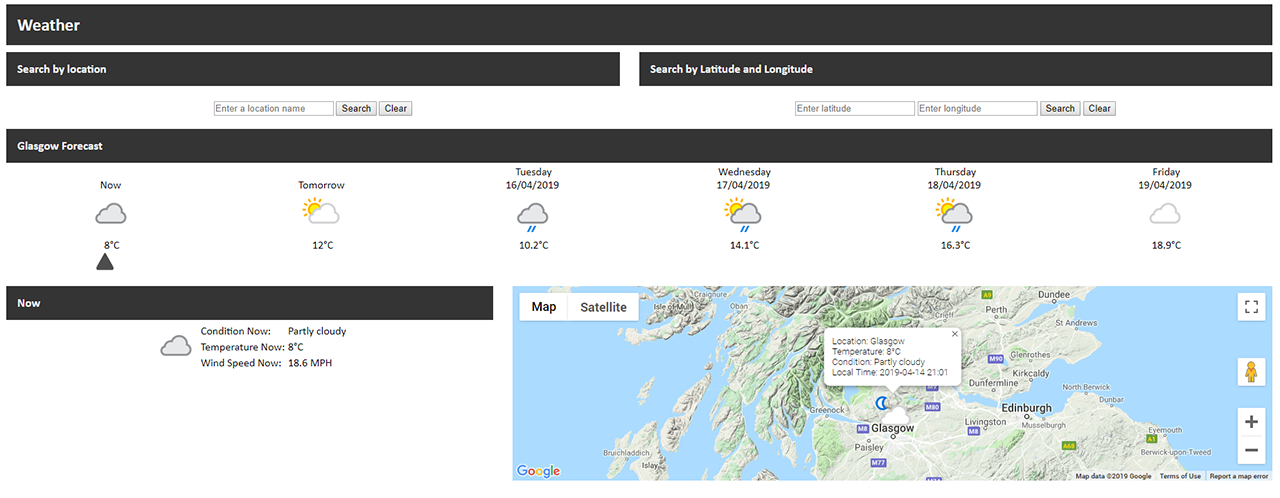 Weather
Search by location
Search by Latitude and Longitude
Enter a location name Search Clear
Enter latitude Enter longitude Search Clear
Glasgow Forecast
Now
8°C
Tomorrow
12°C
Tuesday
16/04/2019
10.2°C
Wednesday
17/04/2019
14.1°C
Thursday
18/04/2019
16.3°C
Friday
19/04/2019
18.9°C
Now
Condition Now: Partly cloudy
Temperature Now: 8°C
Wind Speed Now: 18.6 MPH
Map Satellite
Craignure
Isle of Mull
Oban
A9
Dundee
Perth
St Andrews
Location: Glasgow
Temperature: 8°C
Condition: Partly cloudy
Local Time: 2019-04-14 21:01
M90
Glenrothes
Kirkcaldy
Dunfermline
North Berwick
Dunbar
Greenock
M80
Edinburgh
M8
Glasgow
Livingston
M8
Musselburgh
Eyemouth
A1
Paisley
A68
Berwick-upon-Tweed
Bruichladdich
Islay
M77
Google
Map data ©2019 Google Terms of Use Report a map error